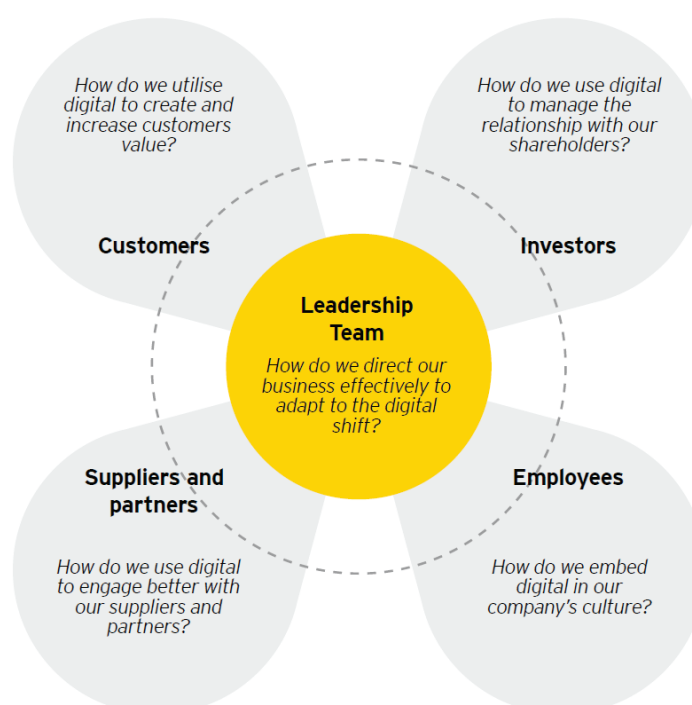 How do we utilise
digital to create and
increase customers
value?
Customers
How do we use digital
to manage the
relationship with our
shareholders?
Investors
Leadership
Team
How do we direct our
business effectively to
adapt to the digital
shift?
Suppliers and
partners
How do we use digital
to engage better with
our suppliers and
partners?
Employees
How do we embed
digital in our
company's culture?